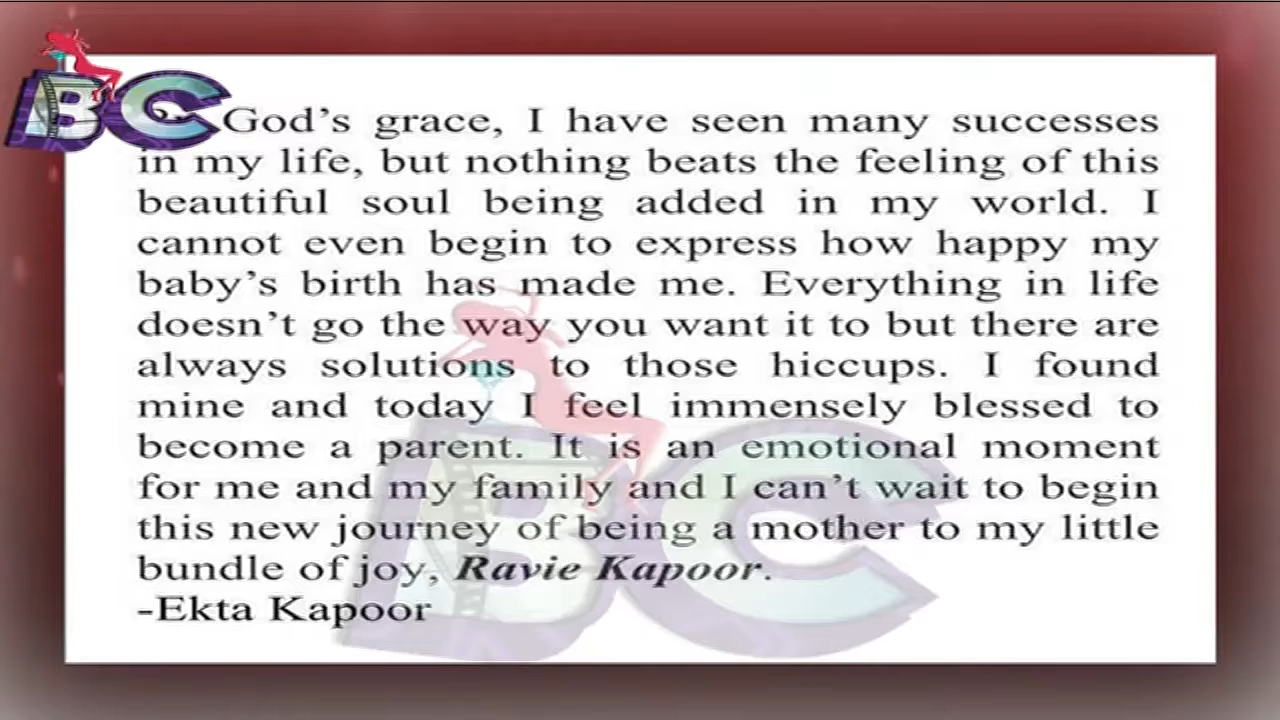 BC
God's grace, I have seen many successes
in my life, but nothing beats the feeling of this
beautiful soul being added in my world. I
cannot even begin to express how happy my
baby's birth has made me. Everything in life
doesn't go the way you want it to but there are
always solutions to those hiccups. I found
mine and today I feel immensely blessed to
become a parent. It is an emotional moment
for me and my family and I can't wait to begin
this new journey of being a mother to my little
bundle of joy, Ravie Kapoor.
-Ekta Kapoor
BC